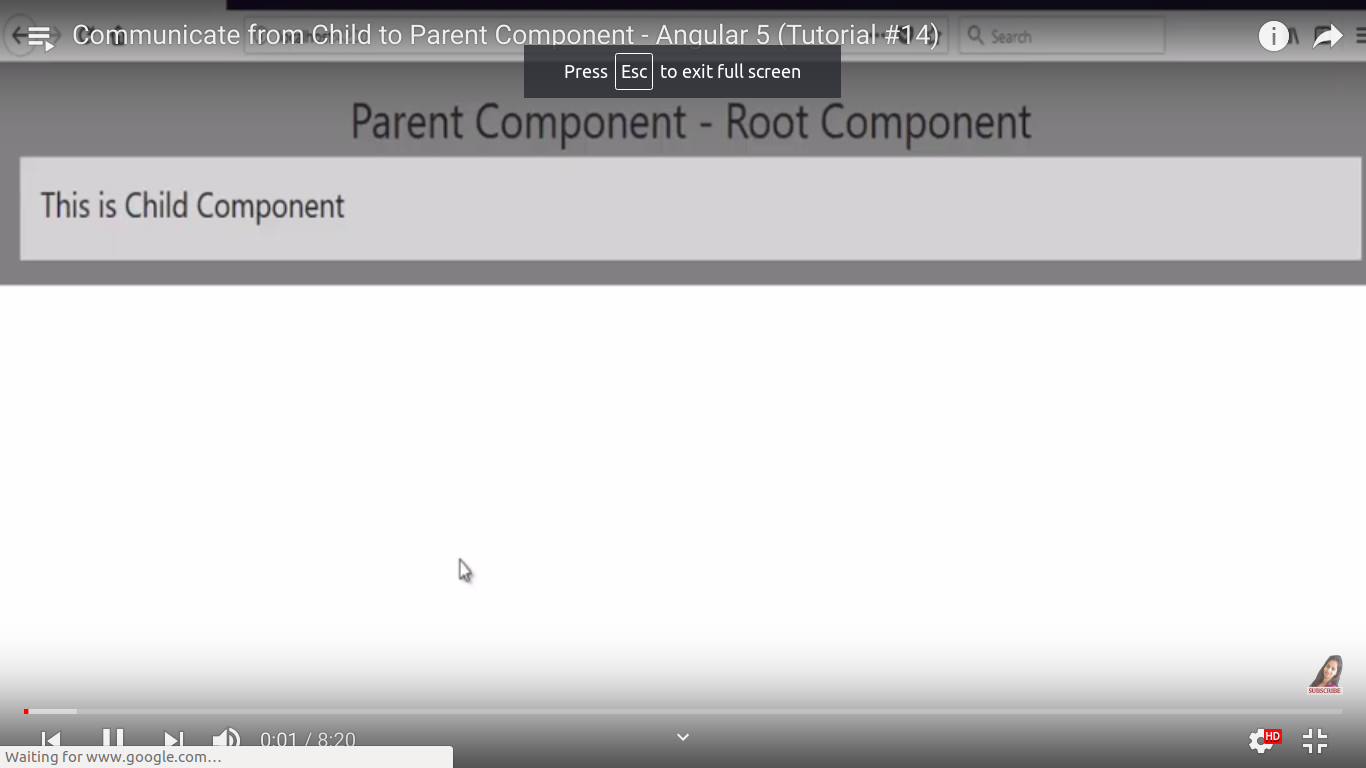 Communicate from Child to Parent Component - Angular 5 (Tutorial #14)
Search
Press Esc to exit full screen
Parent Component - Root Component
This is Child Component
SUBSCRIBE
0:01 / 8:20
HD
Waiting for www.google.com…